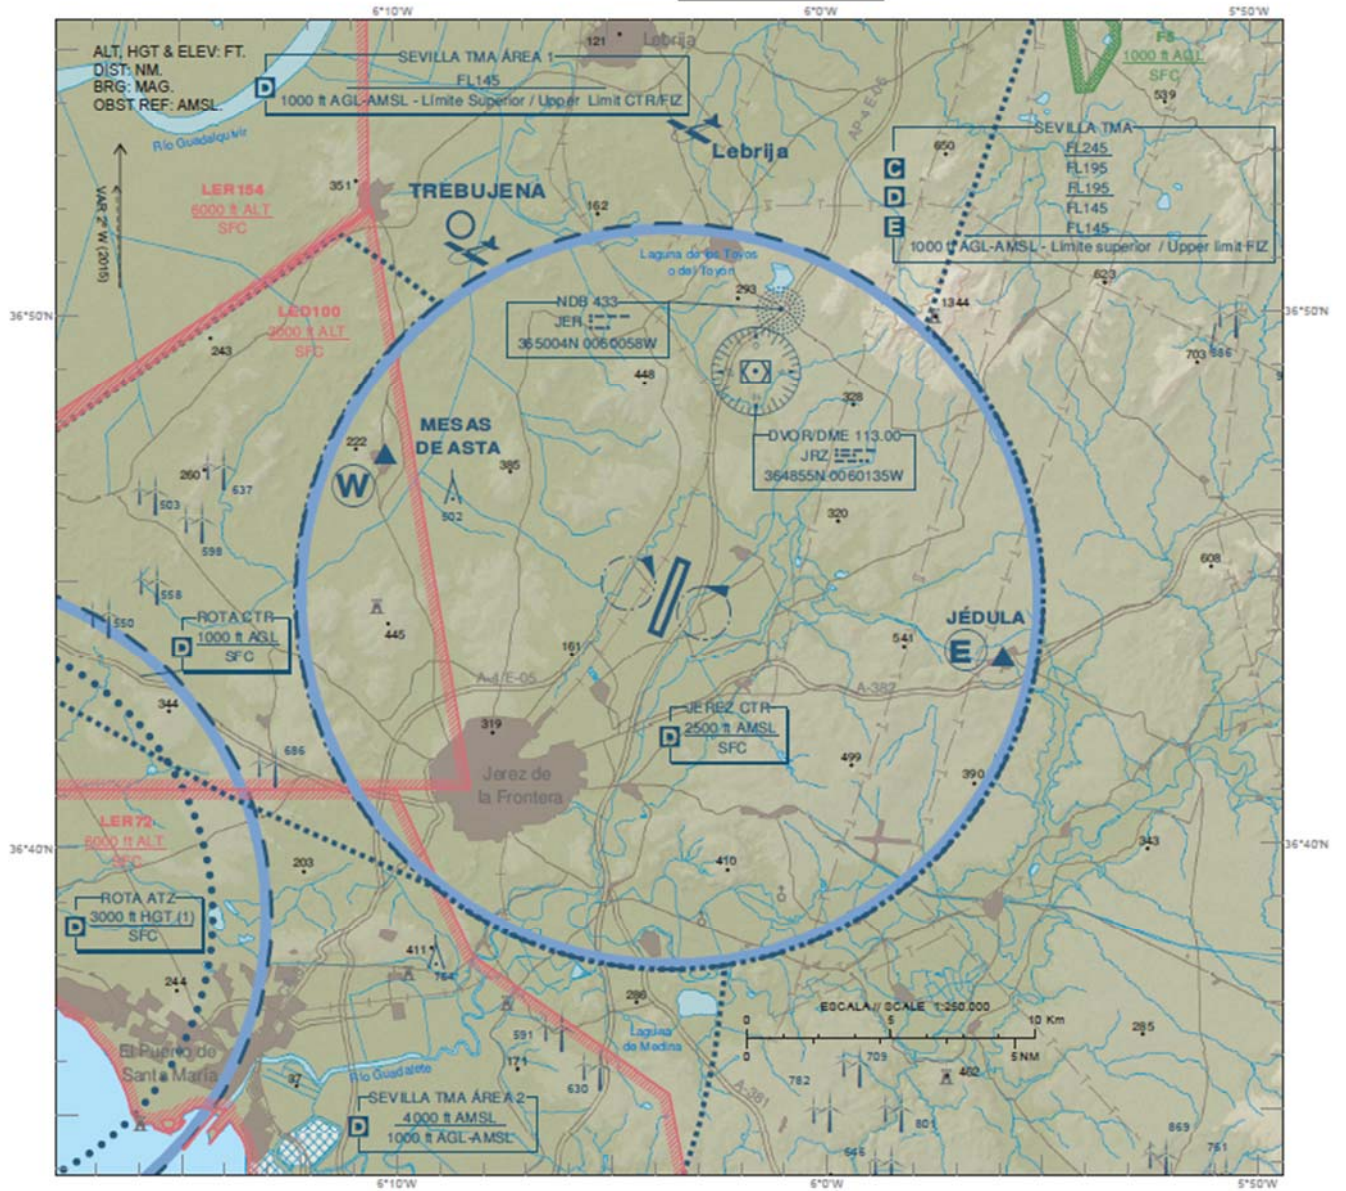 6°10'W
6°0'W
5°50'W
ALT, HGT & ELEV: FT.
DIST: NM.
BRG: MAG.
OBST REF: AMSL.
SEVILLA TMA ÁREA 1
FL145
D
1000 ft AGL-AMSL - Límite Superior / Upper Limit CTR/FIZ
121
Lebrija
1000 ft AGL
SFC
539
Río Guadalquivir
Lebrija
AP-4 E-05
650
SEVILLA TMA
FL245
C
FL195
FL195
D
FL145
FL145
E
1000 ft AGL-AMSL - Límite superior / Upper limit FIZ
VAR 2° W (2015)
351
LER154
6000 ft ALT
SFC
TREBUJENA
162
Laguna de los Tovos
o del Toyón
293
623
1344
36°50'N
36°50'N
NDB 433
JER
365004N 0060058W
LED100
SFC
243
448
328
703
886
MESAS
DE ASTA
222
W
385
502
DVOR/DME 113.00
JRZ
364855N 0060135W
260
637
503
598
320
608
558
550
ROTA CTR
1000 ft AGL
D
SFC
445
161
541
JÉDULA
E
A-4/E-05
A-382
344
319
JEREZ CTR
2500 ft AMSL
D
SFC
686
499
390
Jerez de
la Frontera
LER72
SFC
36°40'N
36°40'N
203
410
343
ROTA ATZ
3000 ft HGT (1)
D
SFC
411
244
286
ESCALA // SCALE 1:250.000
0
5
10 Km
0
5 NM
285
591
Laguna
de Medina
171
630
709
782
462
El Puerto de
Santa María
37
Río Guadalete
A-381
SEVILLA TMA ÁREA 2
4000 ft AMSL
D
1000 ft AGL-AMSL
801
869
761
646
6°10'W
6°0'W
5°50'W